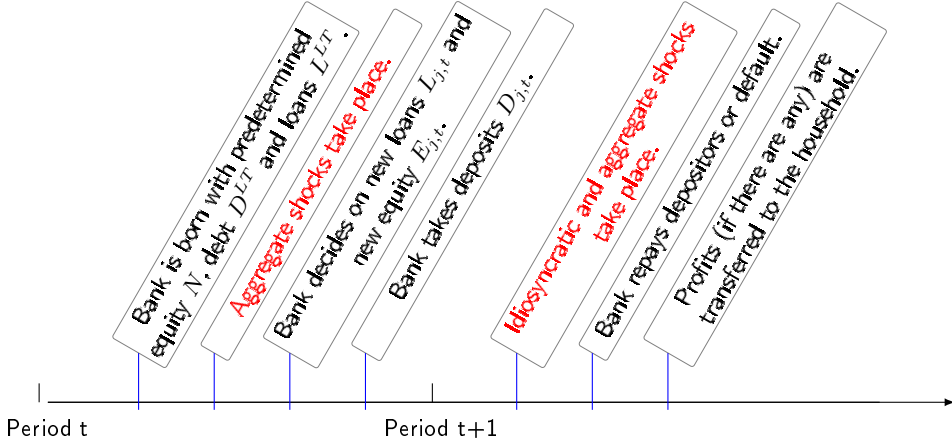 Bank is born with predetermined
equity N, debt D^{LT} and loans L^{LT}.
Aggregate shocks take place.
Bank decides on new loans L_{j,t} and
new equity E_{j,t}.
Bank takes deposits D_{j,t}.
Idiosyncratic and aggregate shocks
take place.
Bank repays depositors or default.
Profits (if there are any) are
transferred to the household.
Period t
Period t+1